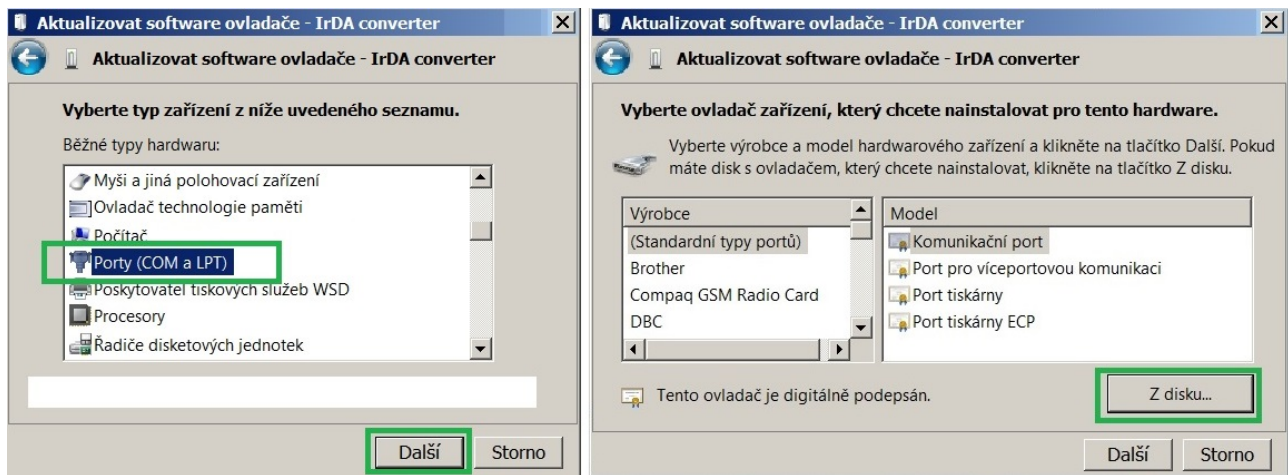 Aktualizovat software ovladače - IrDA converter
Aktualizovat software ovladače - IrDA converter
Vyberte typ zařízení z níže uvedeného seznamu.
Běžné typy hardwaru:
Myši a jiná polohovací zařízení
Ovladač technologie paměti
Počítač
Porty (COM a LPT)
Poskytovatel tiskových služeb WSD
Procesory
Řadiče disketových jednotek
Další
Storno
Aktualizovat software ovladače - IrDA converter
Aktualizovat software ovladače - IrDA converter
Vyberte ovladač zařízení, který chcete nainstalovat pro tento hardware.
Vyberte výrobce a model hardwarového zařízení a klikněte na tlačítko Další. Pokud
máte disk s ovladačem, který chcete nainstalovat, klikněte na tlačítko Z disku.
Výrobce
(Standardní typy portů)
Brother
Compaq GSM Radio Card
DBC
Model
Komunikační port
Port pro víceportovou komunikaci
Port tiskárny
Port tiskárny ECP
Tento ovladač je digitálně podepsán.
Z disku...
Další
Storno